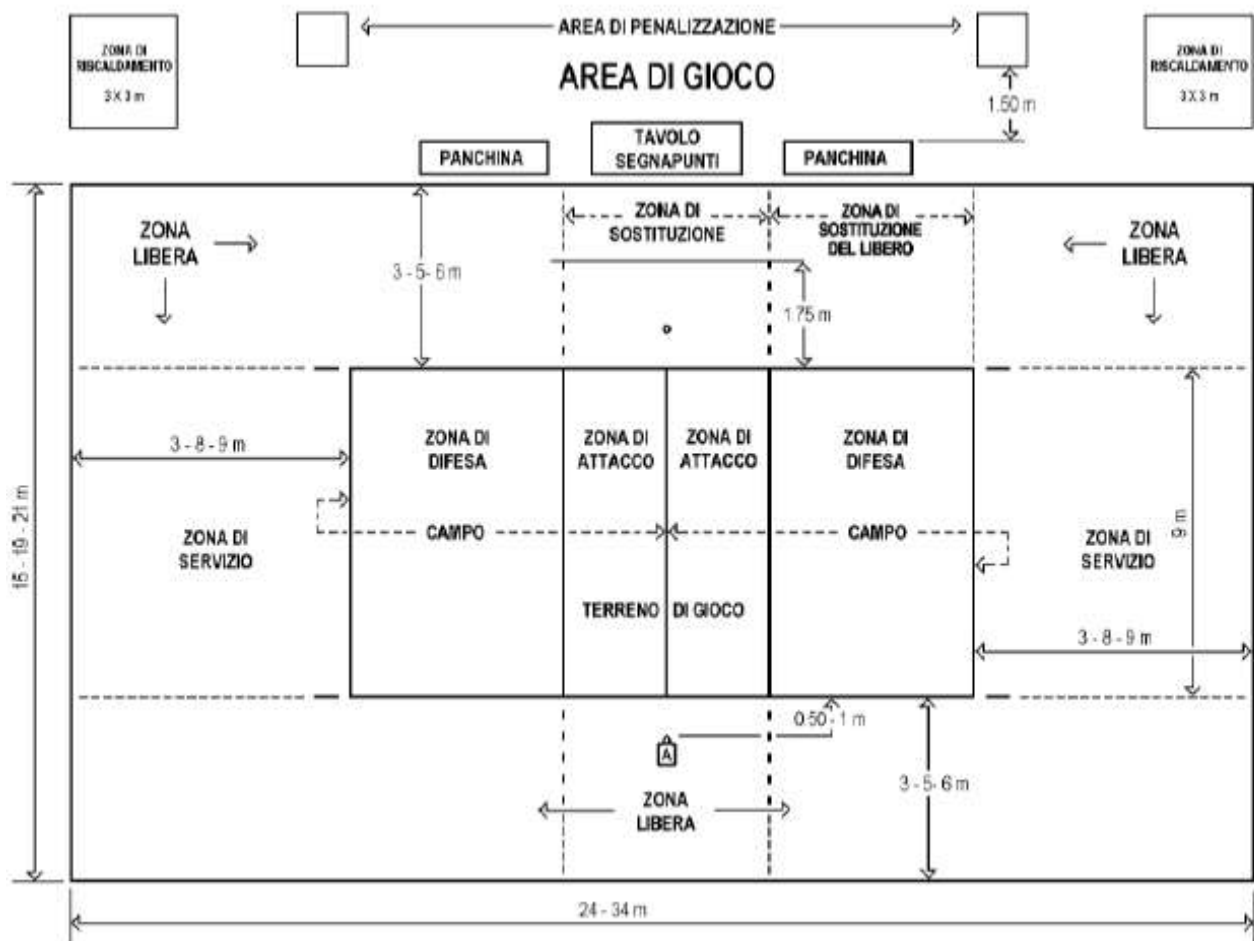 ZONA DI
RISCALDAMENTO
3 X 3 m
AREA DI PENALIZZAZIONE
AREA DI GIOCO
ZONA DI
RISCALDAMENTO
3 X 3 m
1.50 m
PANCHINA
TAVOLO
SEGNAPUNTI
PANCHINA
ZONA
LIBERA
3 - 5 - 6 m
ZONA DI
SOSTITUZIONE
ZONA DI
SOSTITUZIONE
DEL LIBERO
ZONA
LIBERA
1.75 m
3 - 8 - 9 m
ZONA DI
DIFESA
ZONA DI
ATTACCO
ZONA DI
ATTACCO
ZONA DI
DIFESA
9 m
15 - 19 - 21 m
ZONA DI
SERVIZIO
CAMPO
CAMPO
ZONA DI
SERVIZIO
TERRENO DI GIOCO
3 - 8 - 9 m
0.50 - 1 m
A
3 - 5 - 6 m
ZONA
LIBERA
24 - 34 m